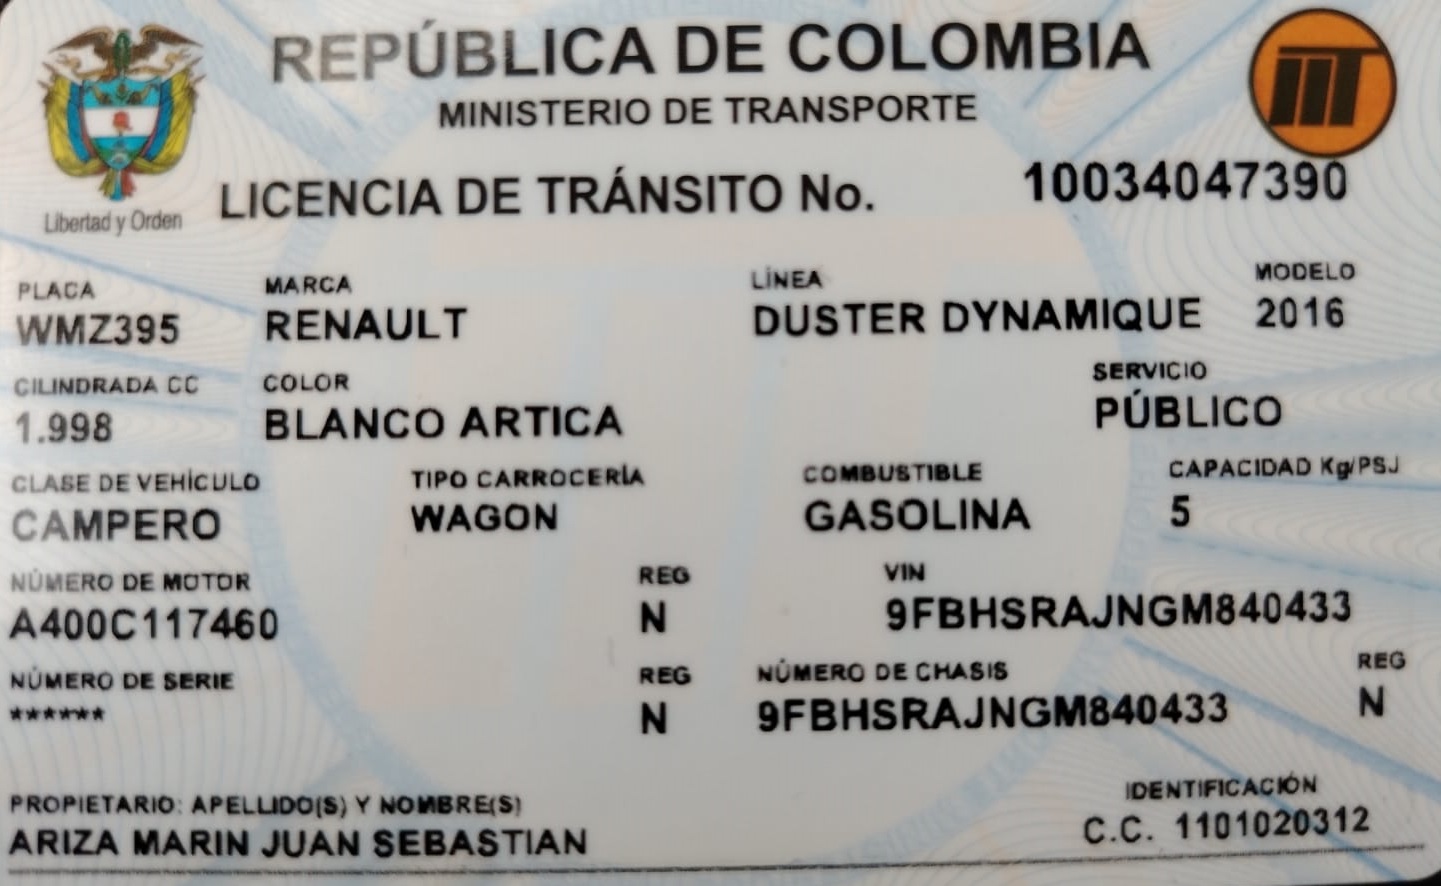 REPÚBLICA DE COLOMBIA
MINISTERIO DE TRANSPORTE
Libertad y Orden
LICENCIA DE TRÁNSITO No. 10034047390
PLACA MARCA LÍNEA MODELO
WMZ395 RENAULT DUSTER DYNAMIQUE 2016
CILINDRADA CC COLOR SERVICIO
1.998 BLANCO ARTICA PÚBLICO
CLASE DE VEHÍCULO TIPO CARROCERÍA COMBUSTIBLE CAPACIDAD Kg/PSJ
CAMPERO WAGON GASOLINA 5
NÚMERO DE MOTOR REG VIN
A400C117460 N 9FBHSRAJNGM840433
NÚMERO DE SERIE REG NÚMERO DE CHASIS REG
****** N 9FBHSRAJNGM840433 N
PROPIETARIO: APELLIDO(S) Y NOMBRE(S) IDENTIFICACIÓN
ARIZA MARIN JUAN SEBASTIAN C.C. 1101020312